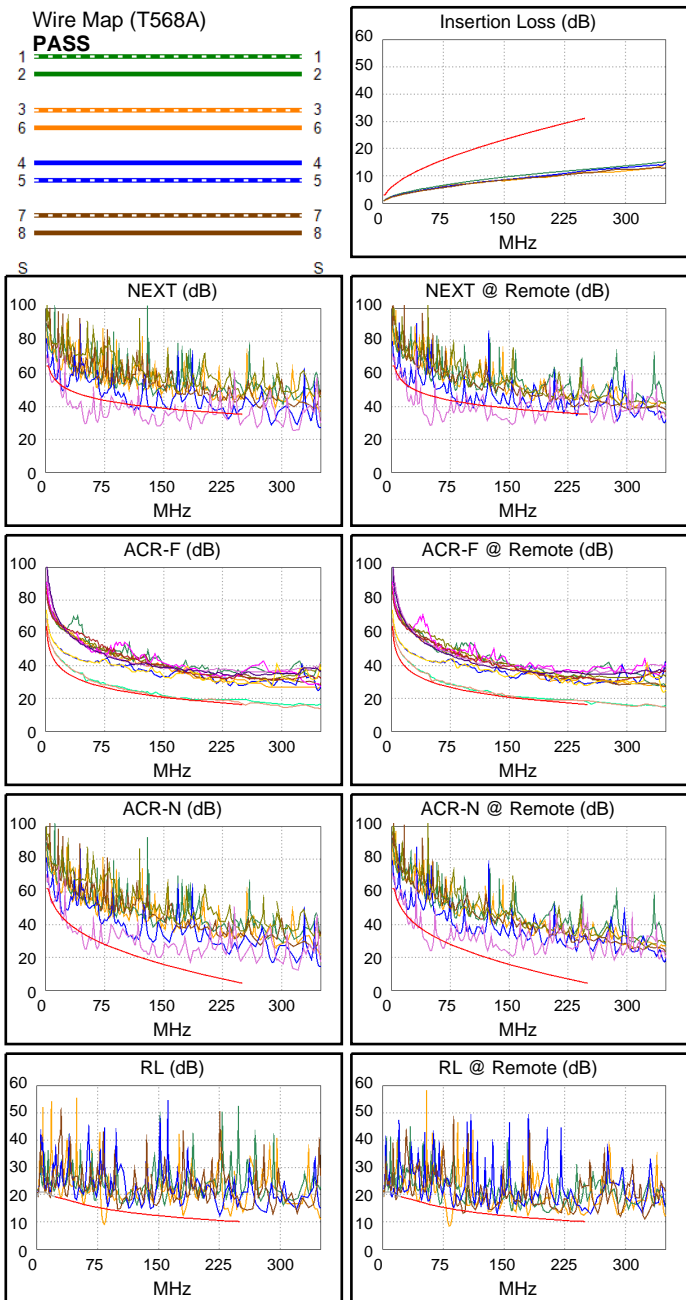 Wire Map (T568A)
PASS
1 1
2 2
3 3
6 6
4 4
5 5
7 7
8 8
S S
Insertion Loss (dB)
60
50
40
30
20
10
0
0 75 150 225 300
MHz
NEXT (dB)
100
80
60
40
20
0
0 75 150 225 300
MHz
NEXT @ Remote (dB)
100
80
60
40
20
0
0 75 150 225 300
MHz
ACR-F (dB)
100
80
60
40
20
0
0 75 150 225 300
MHz
ACR-F @ Remote (dB)
100
80
60
40
20
0
0 75 150 225 300
MHz
ACR-N (dB)
100
80
60
40
20
0
0 75 150 225 300
MHz
ACR-N @ Remote (dB)
100
80
60
40
20
0
0 75 150 225 300
MHz
RL (dB)
60
50
40
30
20
10
0
0 75 150 225 300
MHz
RL @ Remote (dB)
60
50
40
30
20
10
0
0 75 150 225 300
MHz